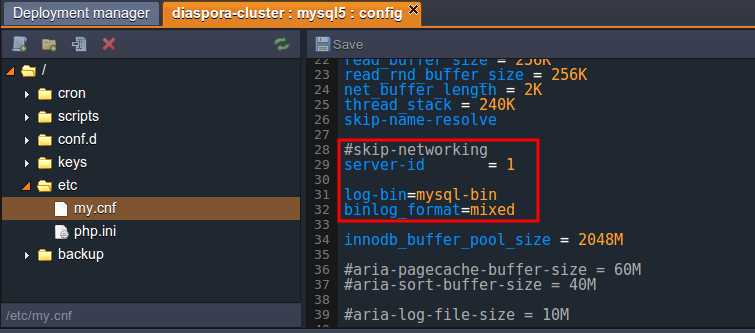 Deployment manager
diaspora-cluster : mysql5 : config
Save
/
cron
scripts
conf.d
keys
etc
my.cnf
php.ini
backup
/etc/my.cnf
22 read_buffer_size = 256K
23 read_rnd_buffer_size = 256K
24 net_buffer_length = 2K
25 thread_stack = 240K
26 skip-name-resolve
27
28 #skip-networking
29 server-id       = 1
30
31 log-bin=mysql-bin
32 binlog_format=mixed
33
34 innodb_buffer_pool_size = 2048M
35
36 #aria-pagecache-buffer-size = 60M
37 #aria-sort-buffer-size = 40M
38
39 #aria-log-file-size = 10M